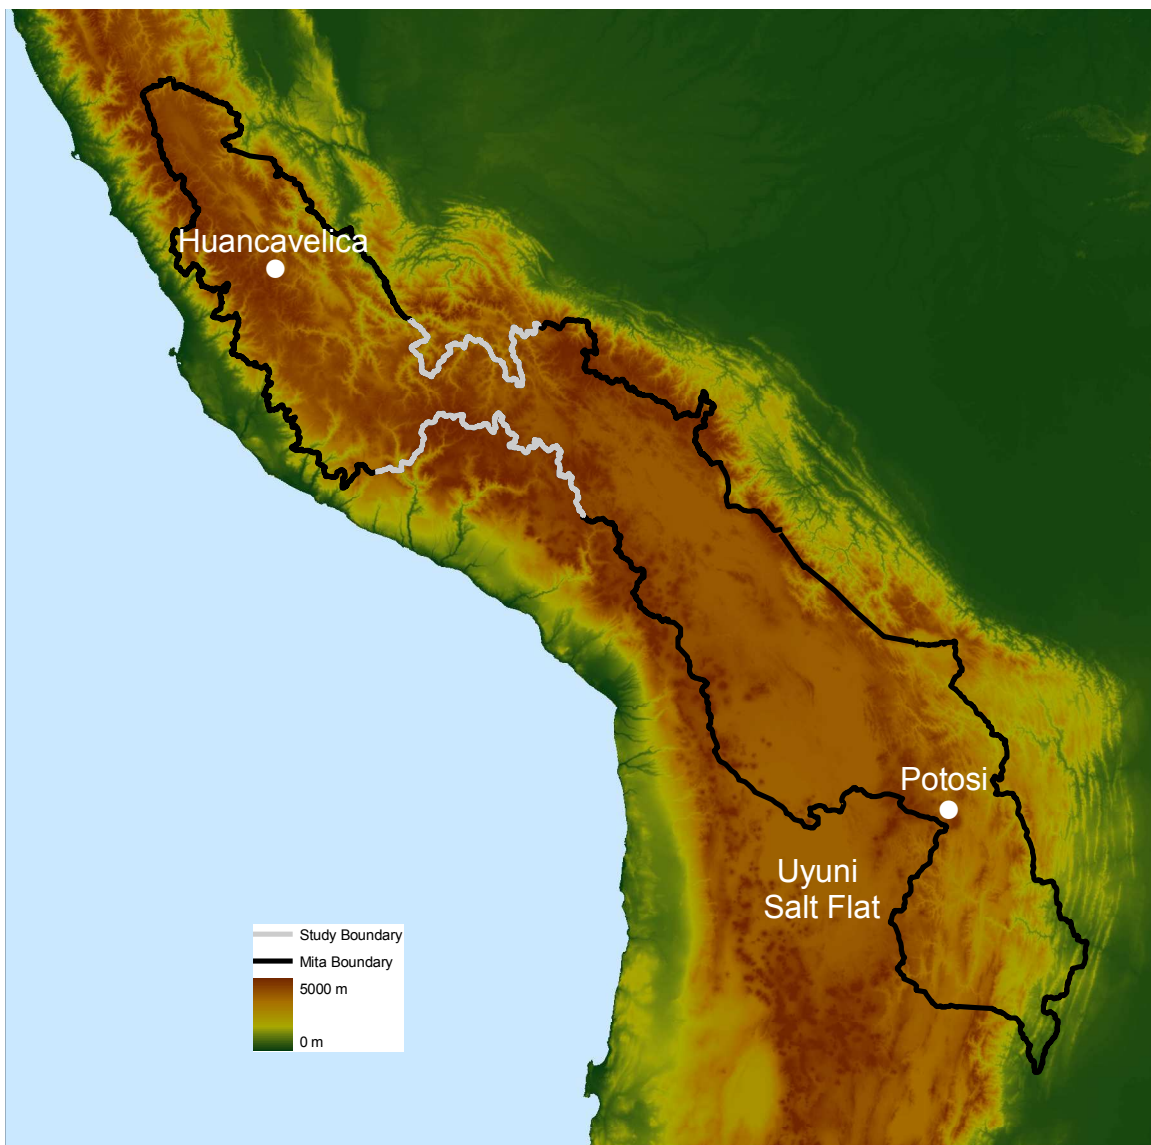 Huancavelica
Potosi
Uyuni
Salt Flat
Study Boundary
Mita Boundary
5000 m
0 m